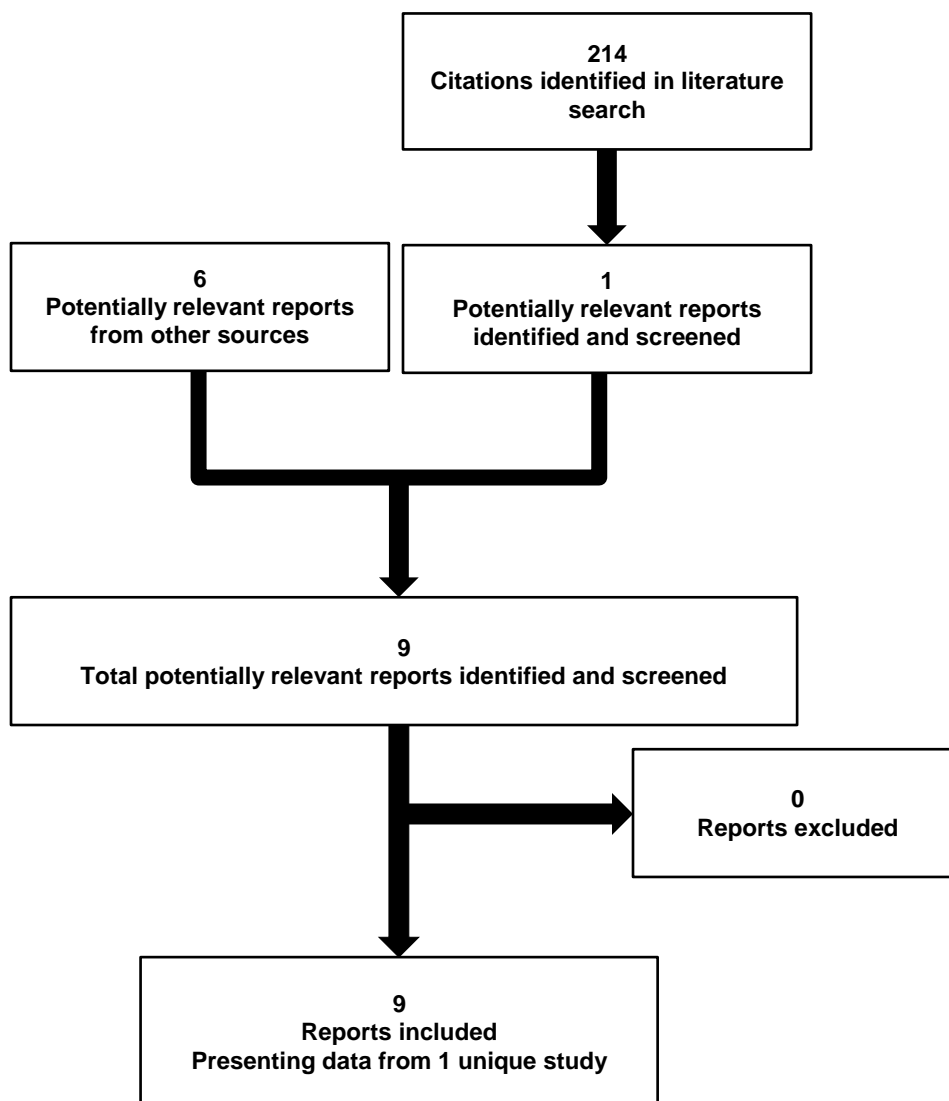 214
Citations identified in literature
search
6
Potentially relevant reports
from other sources
1
Potentially relevant reports
identified and screened
9
Total potentially relevant reports identified and screened
0
Reports excluded
9
Reports included
Presenting data from 1 unique study